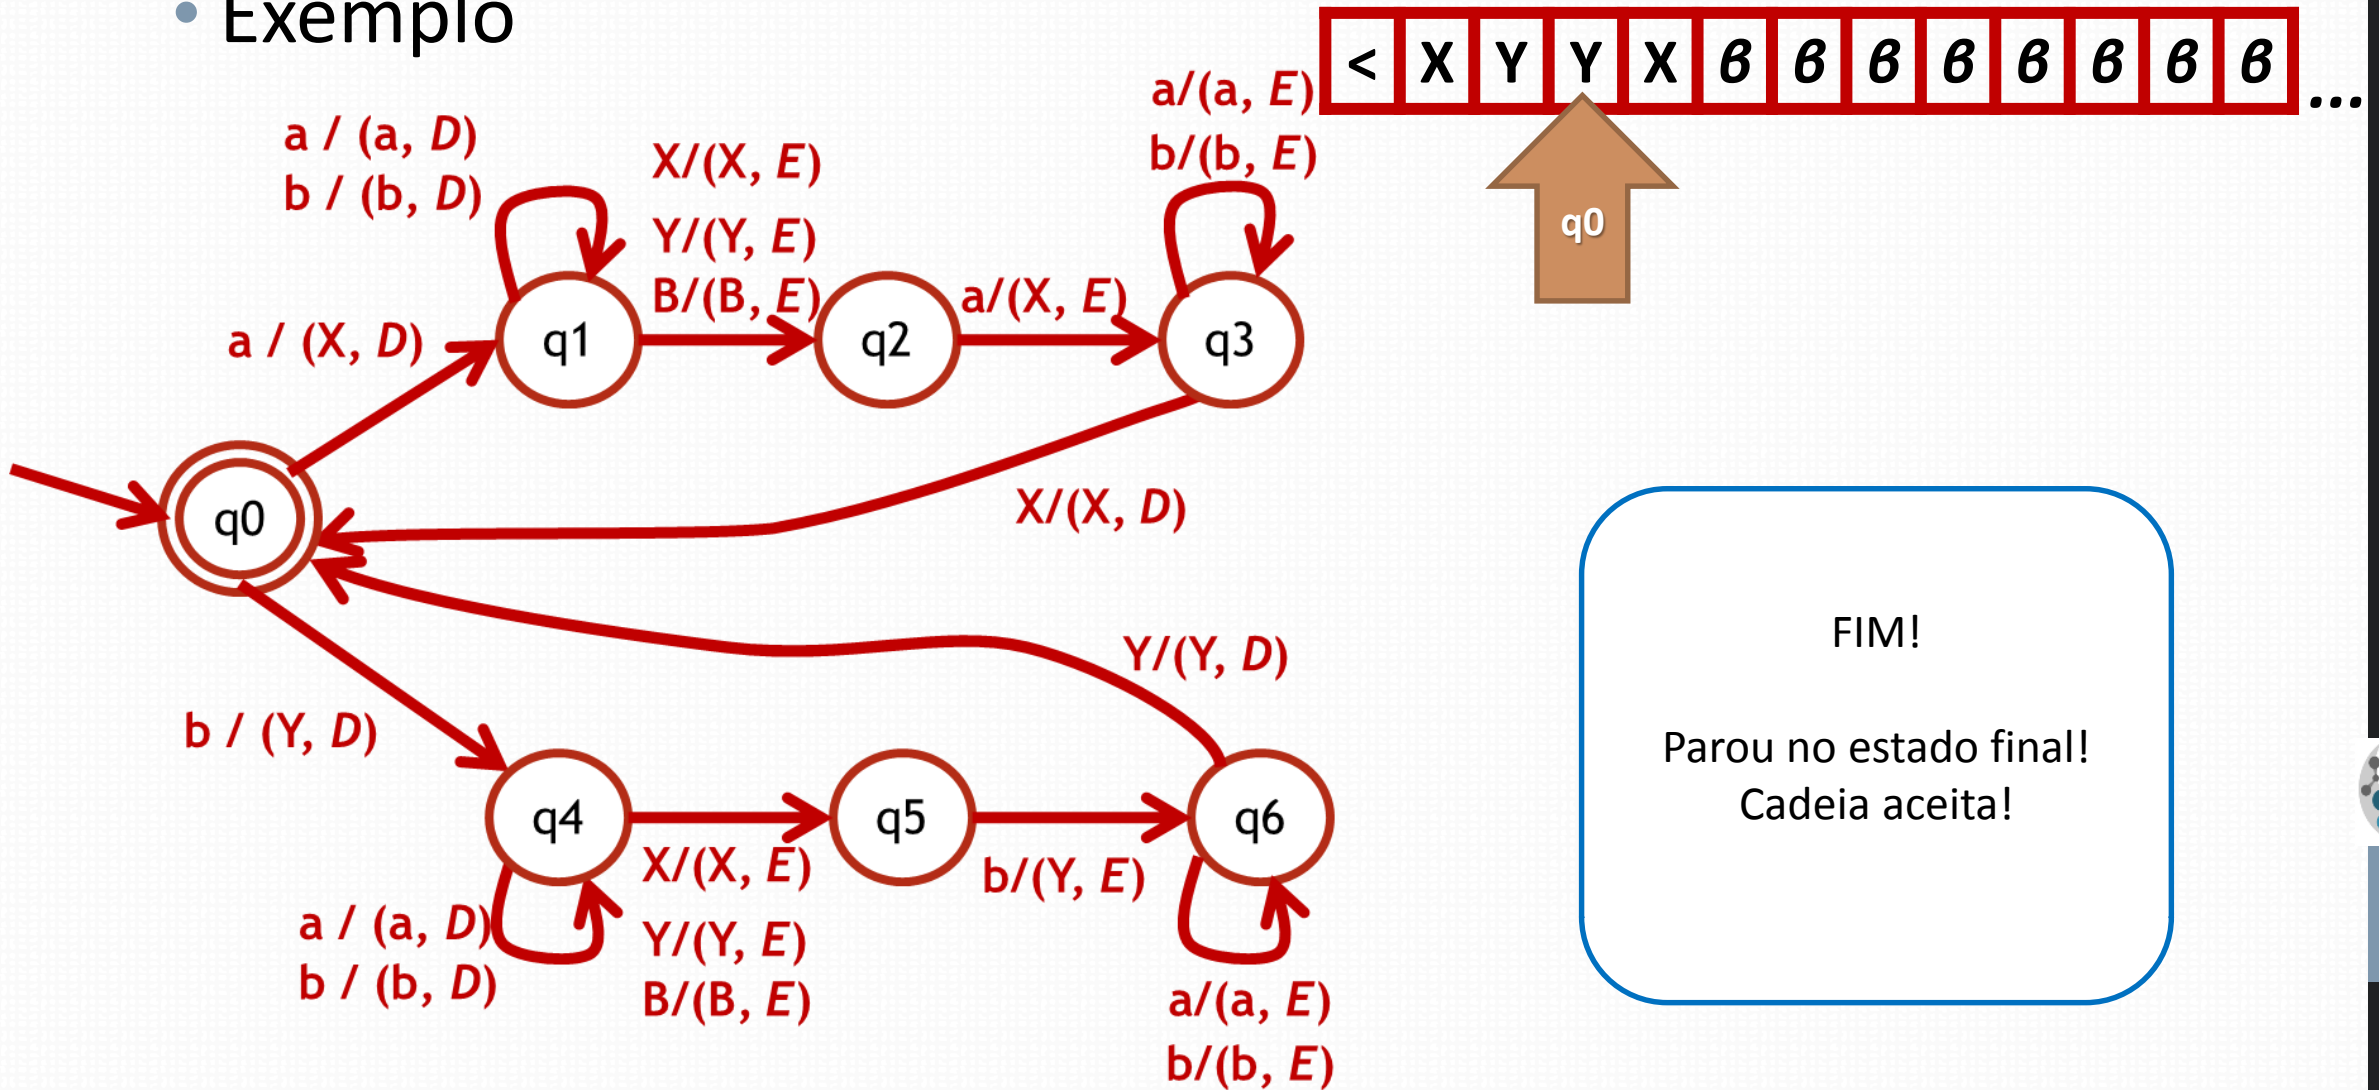 • Exemplo
< X Y Y X β β β β β β β β ...
q0
a / (a, D)
b / (b, D)
X/(X, E)
Y/(Y, E)
B/(B, E)
a/(a, E)
b/(b, E)
a / (X, D)
q1
q2
a/(X, E)
q3
q0
X/(X, D)
Y/(Y, D)
b / (Y, D)
q4
q5
q6
X/(X, E)
Y/(Y, E)
B/(B, E)
b/(Y, E)
a / (a, D)
b / (b, D)
a/(a, E)
b/(b, E)
FIM!
Parou no estado final!
Cadeia aceita!